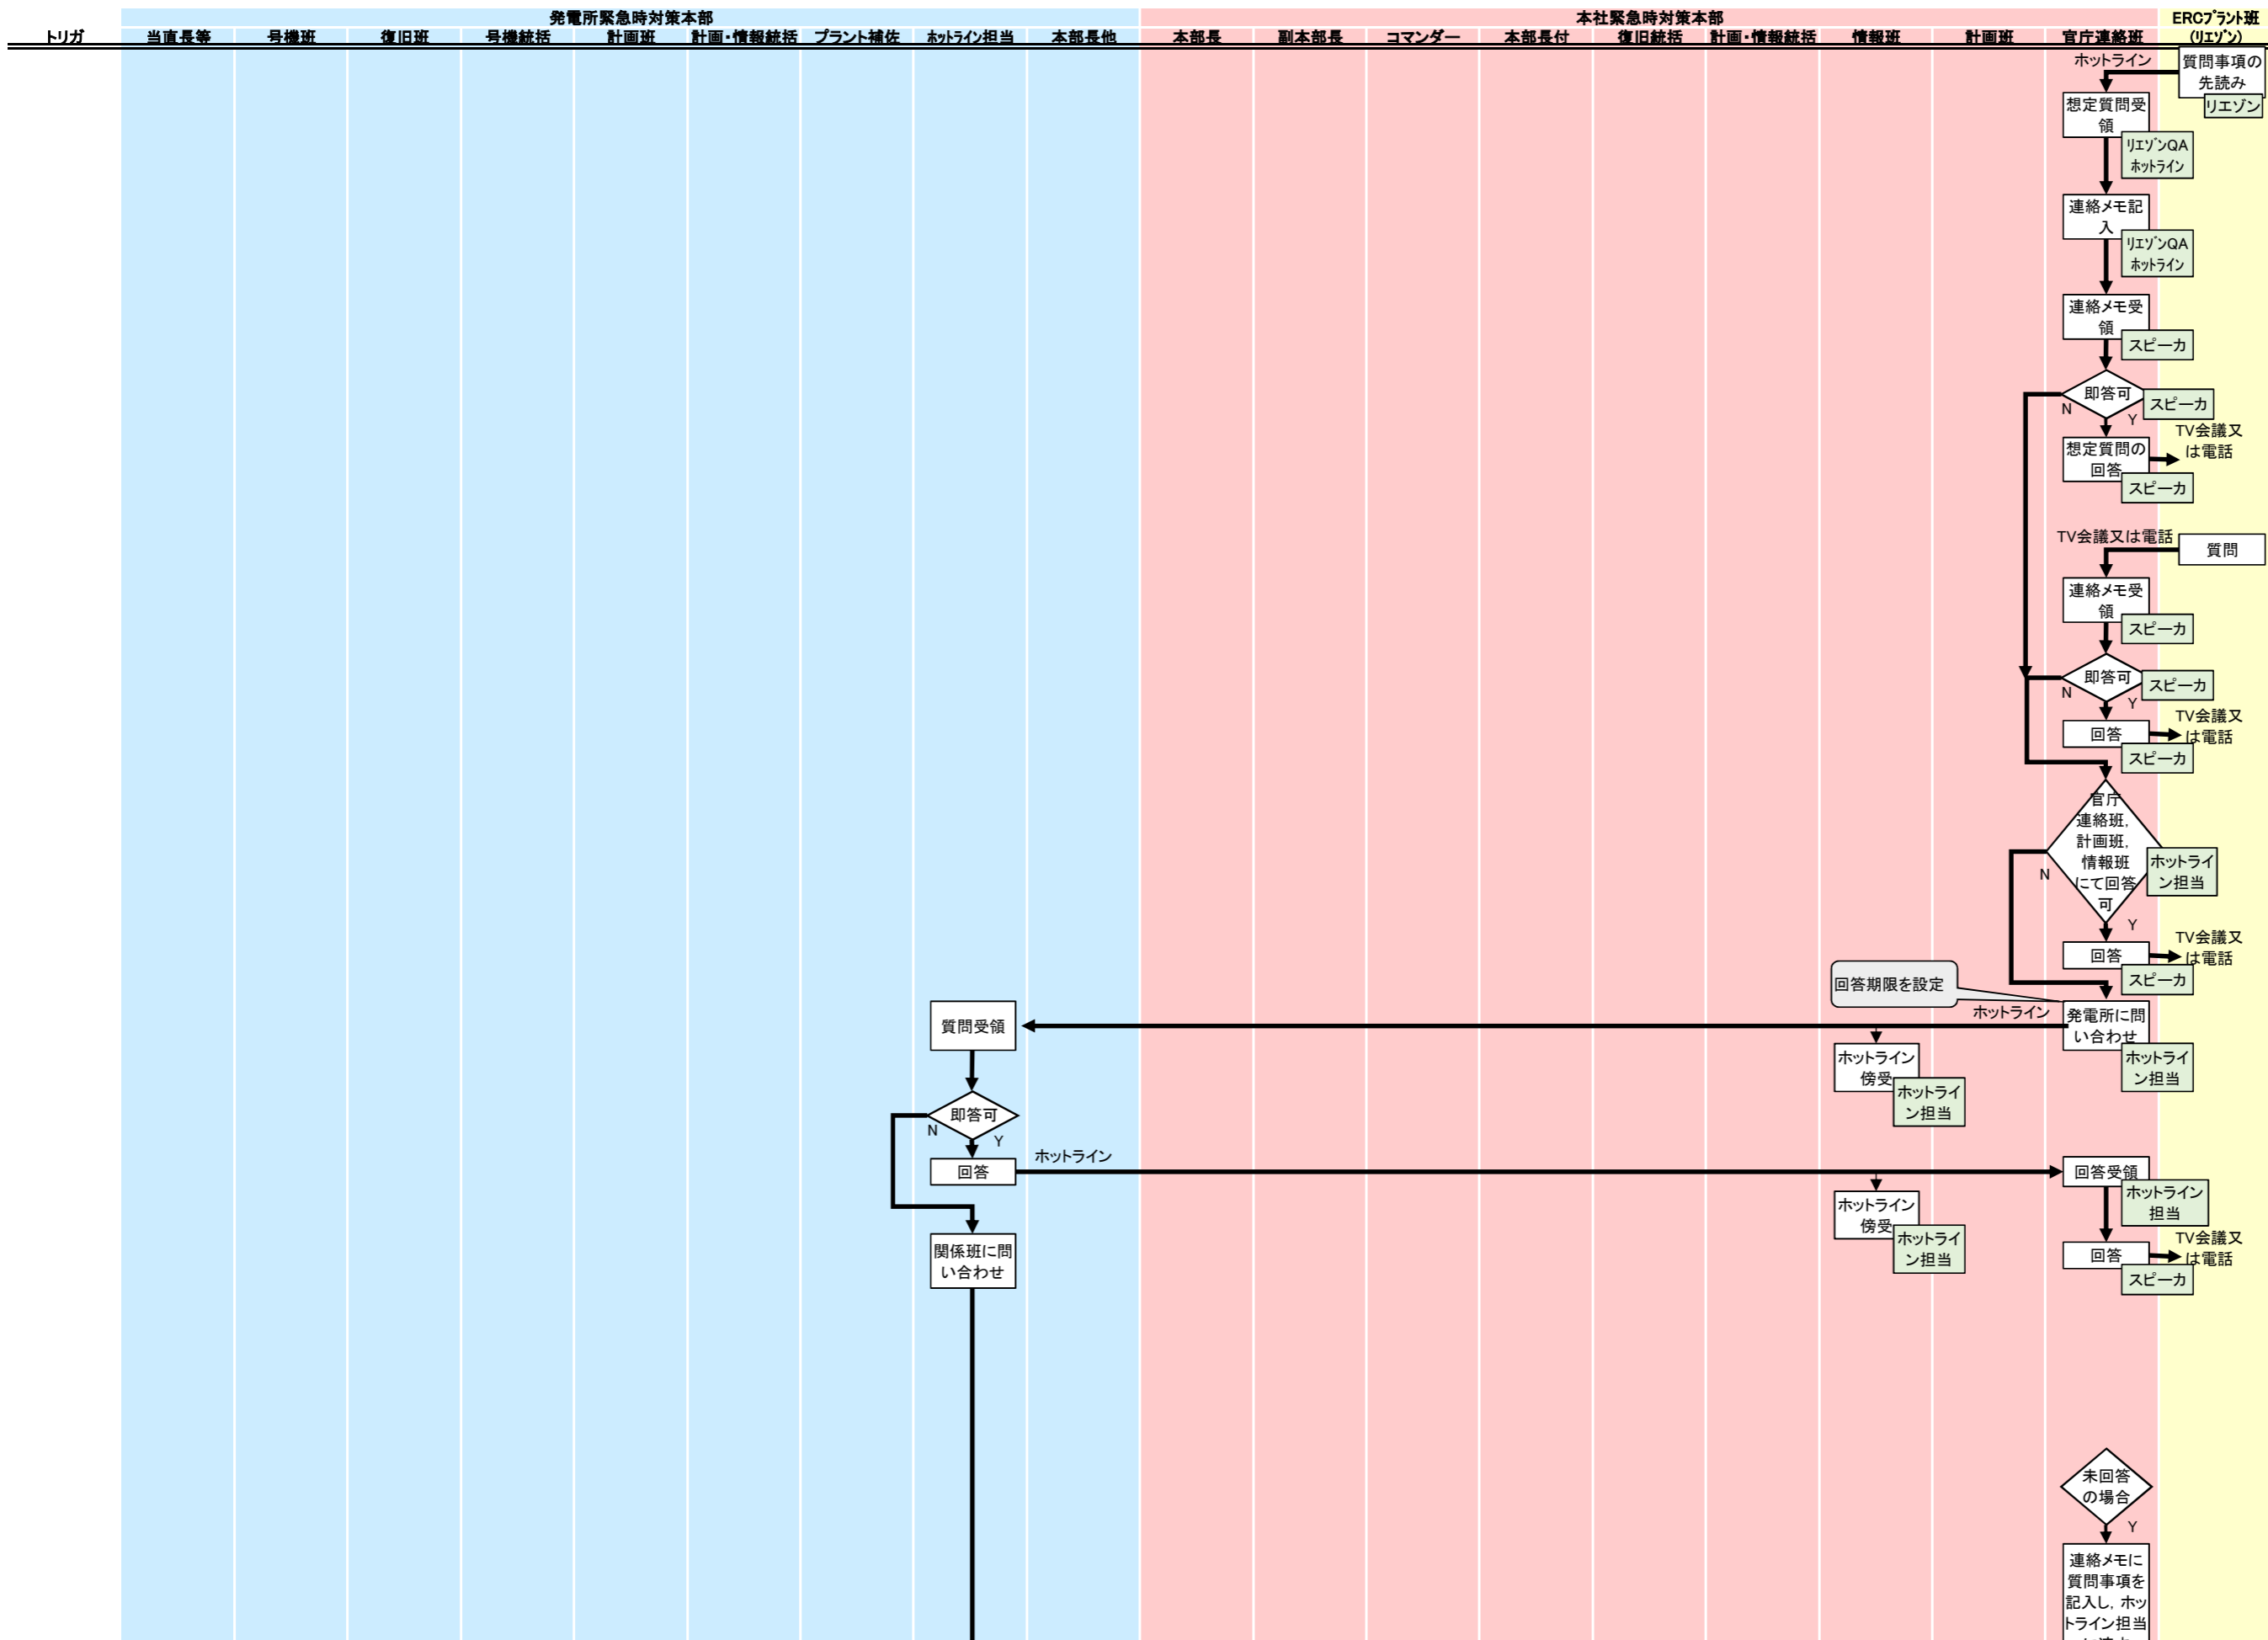 発電所緊急時対策本部
本社緊急時対策本部
ERCプラント班
(リエゾン)
トリガ
当直長等
号機班
復旧班
号機統括
計画班
計画・情報統括
プラント補佐
ホットライン担当
本部長他
本部長
副本部長
コマンダー
本部長付
復旧統括
計画・情報統括
情報班
計画班
官庁連絡班
ホットライン
質問事項の
先読み
リエゾン
想定質問受
領
リエゾンQA
ホットライン
連絡メモ記
入
リエゾンQA
ホットライン
連絡メモ受
領
スピーカ
即答可
スピーカ
N
Y
TV会議又
は電話
想定質問の
回答
スピーカ
TV会議又は電話
質問
連絡メモ受
領
スピーカ
即答可
スピーカ
N
Y
TV会議又
は電話
回答
スピーカ
官庁
連絡班,
計画班,
情報班
にて回答
可
ホットライ
ン担当
N
Y
TV会議又
は電話
回答
スピーカ
回答期限を設定
ホットライン
発電所に問
い合わせ
ホットライ
ン担当
質問受領
ホットライン
傍受
ホットライ
ン担当
即答可
N
Y
ホットライン
回答
回答受領
ホットライン
担当
ホットライン
傍受
ホットライ
ン担当
TV会議又
は電話
回答
スピーカ
関係班に問
い合わせ
未回答
の場合
Y
連絡メモに
質問事項を
記入し, ホッ
トライン担当